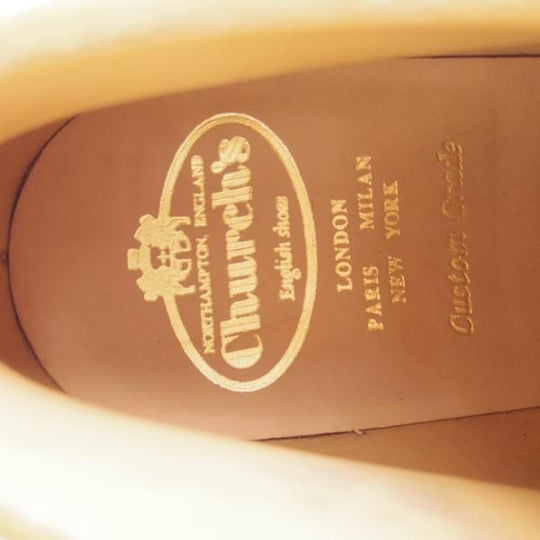 NORTHAMPTON, ENGLAND
Church's
English shoes
LONDON
PARIS MILAN
NEW YORK
Custom Grade